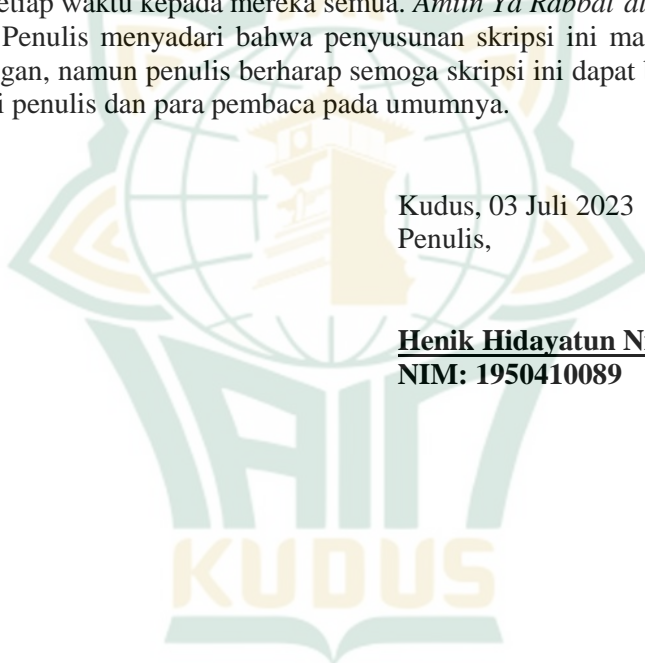 etiap waktu kepada mereka semua. Amiin Ya Rabbal
Penulis menyadari bahwa penyusunan skripsi ini
gan, namun penulis berharap semoga skripsi ini dapat
i penulis dan para pembaca pada umumnya.
Kudus, 03 Juli 2023
Penulis,
Henik Hidayatun
NIM: 1950410089
IAIN
KUDUS